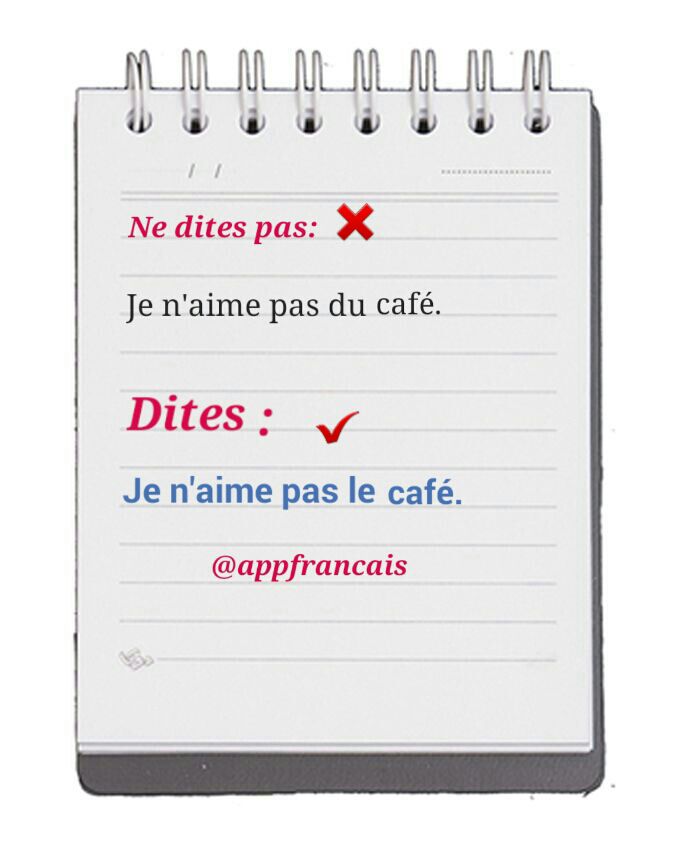 Ne dites pas: ❌
Je n'aime pas du café.
Dites : ✔
Je n'aime pas le café.
@appfrancais